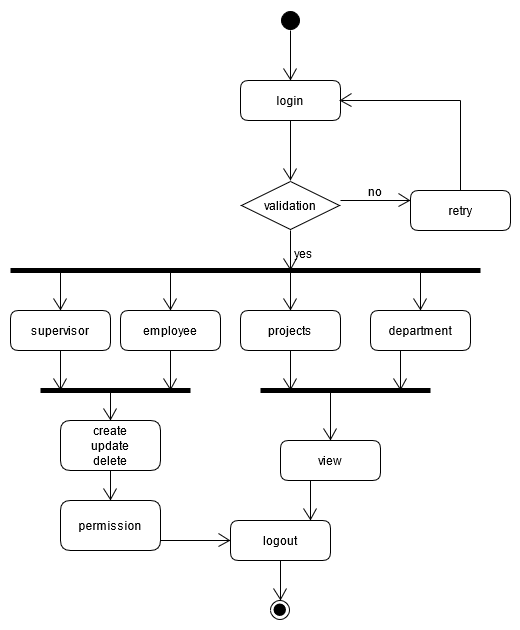 login
validation
no
retry
yes
supervisor
employee
projects
department
create
update
delete
view
permission
logout